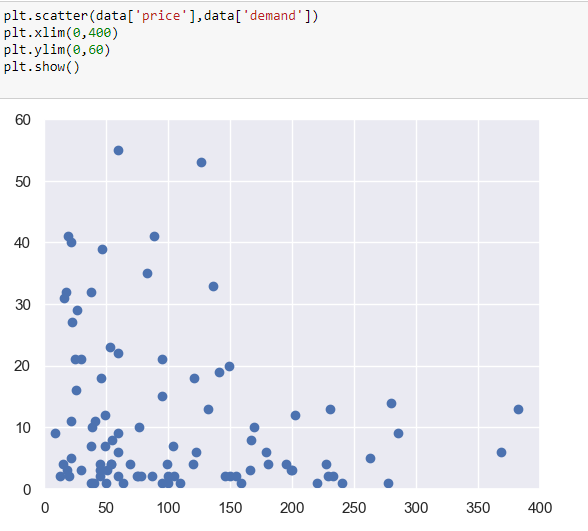 plt.scatter(data['price'],data['demand'])
plt.xlim(0,400)
plt.ylim(0,60)
plt.show()
60
50
40
30
20
10
0
0 50 100 150 200 250 300 350 400